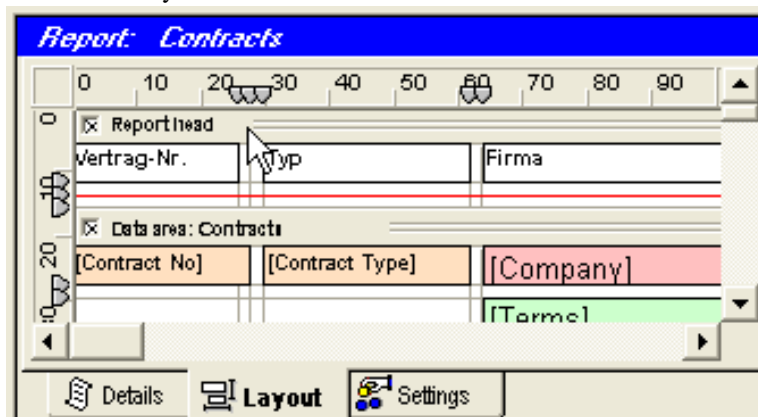 Report: Contracts
0 10 20 30 40 50 60 70 80 90
0
Report head
Vertrag-Nr. Typ Firma
10
Data area: Contracts
20
[Contract No] [Contract Type] [Company]
[Terms]
Details Layout Settings